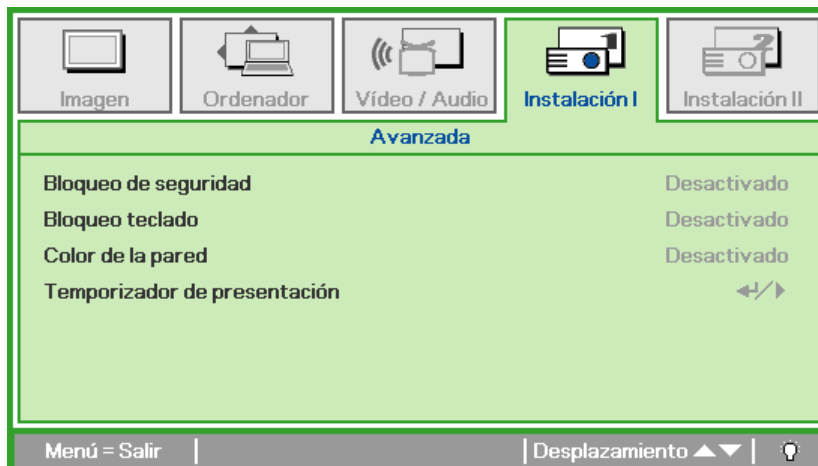 Imagen
Ordenador
Vídeo / Audio
Instalación I
Instalación II
Avanzada
Bloqueo de seguridad Desactivado
Bloqueo teclado Desactivado
Color de la pared Desactivado
Temporizador de presentación
Menú = Salir Desplazamiento